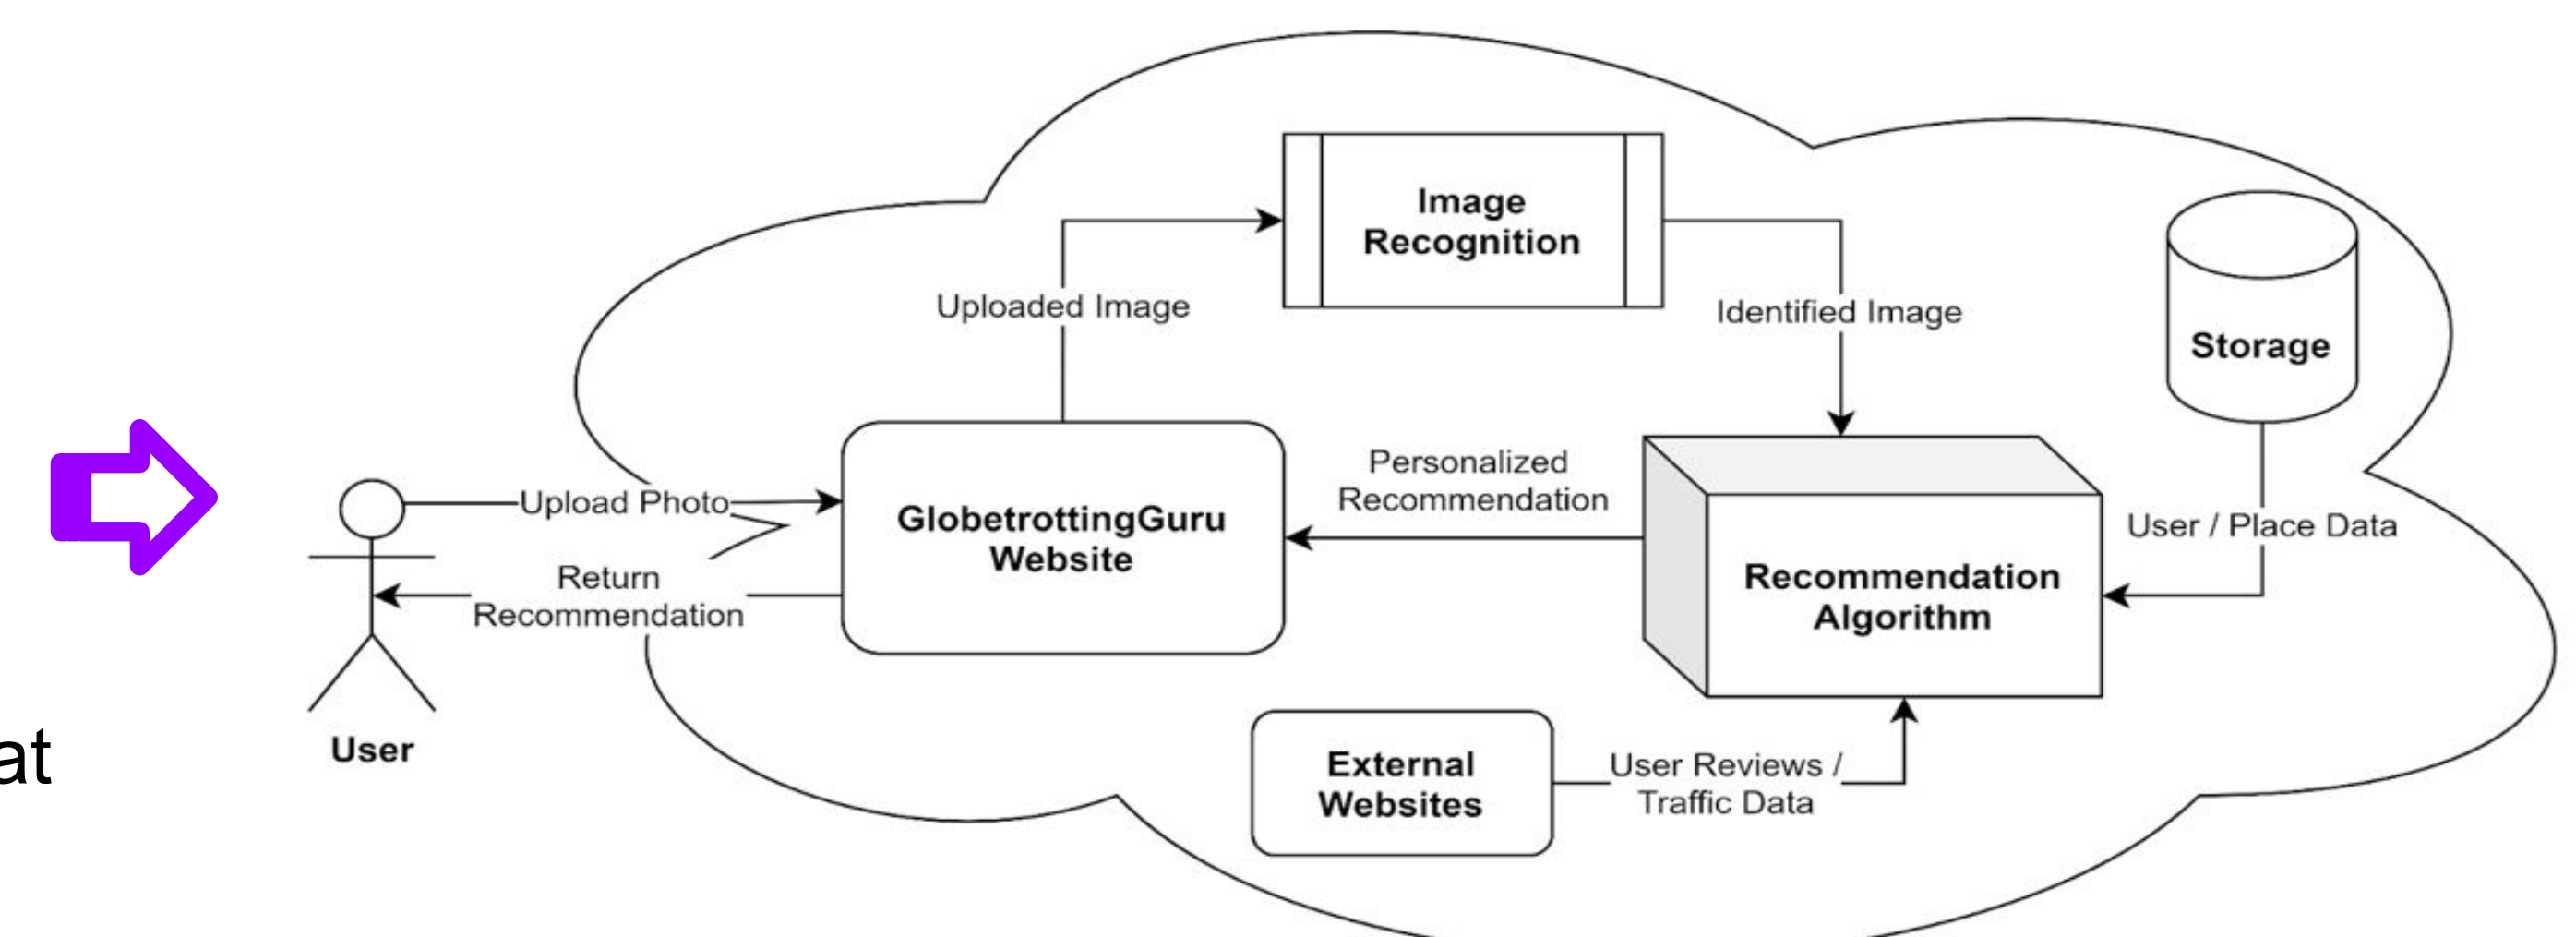 Image
Recognition
Uploaded Image
Identified Image
Storage
Personalized
Recommendation
Upload Photo
GlobetrottingGuru
Website
User / Place Data
Return
Recommendation
Recommendation
Algorithm
User
at
External
Websites
User Reviews /
Traffic Data